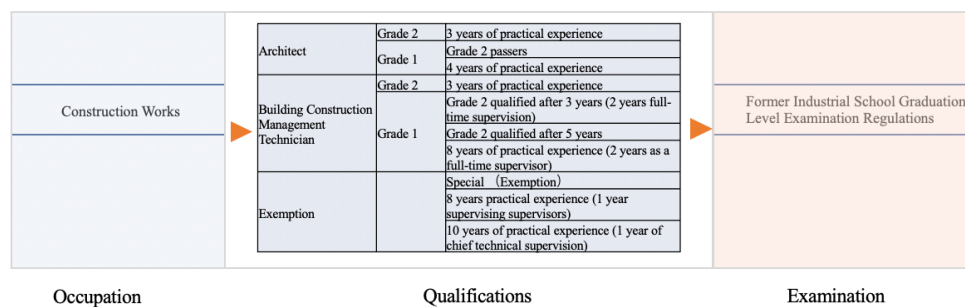 Construction Works
Architect
Grade 2
3 years of practical experience
Grade 1
Grade 2 passers
4 years of practical experience
Building Construction
Management
Technician
Grade 2
3 years of practical experience
Grade 1
Grade 2 qualified after 3 years (2 years full-
time supervision)
Grade 2 qualified after 5 years
8 years of practical experience (2 years as a
full-time supervisor)
Exemption
Special （Exemption）
8 years practical experience (1 year
supervising supervisors)
10 years of practical experience (1 year of
chief technical supervision)
Former Industrial School Graduation
Level Examination Regulations
Occupation
Qualifications
Examination